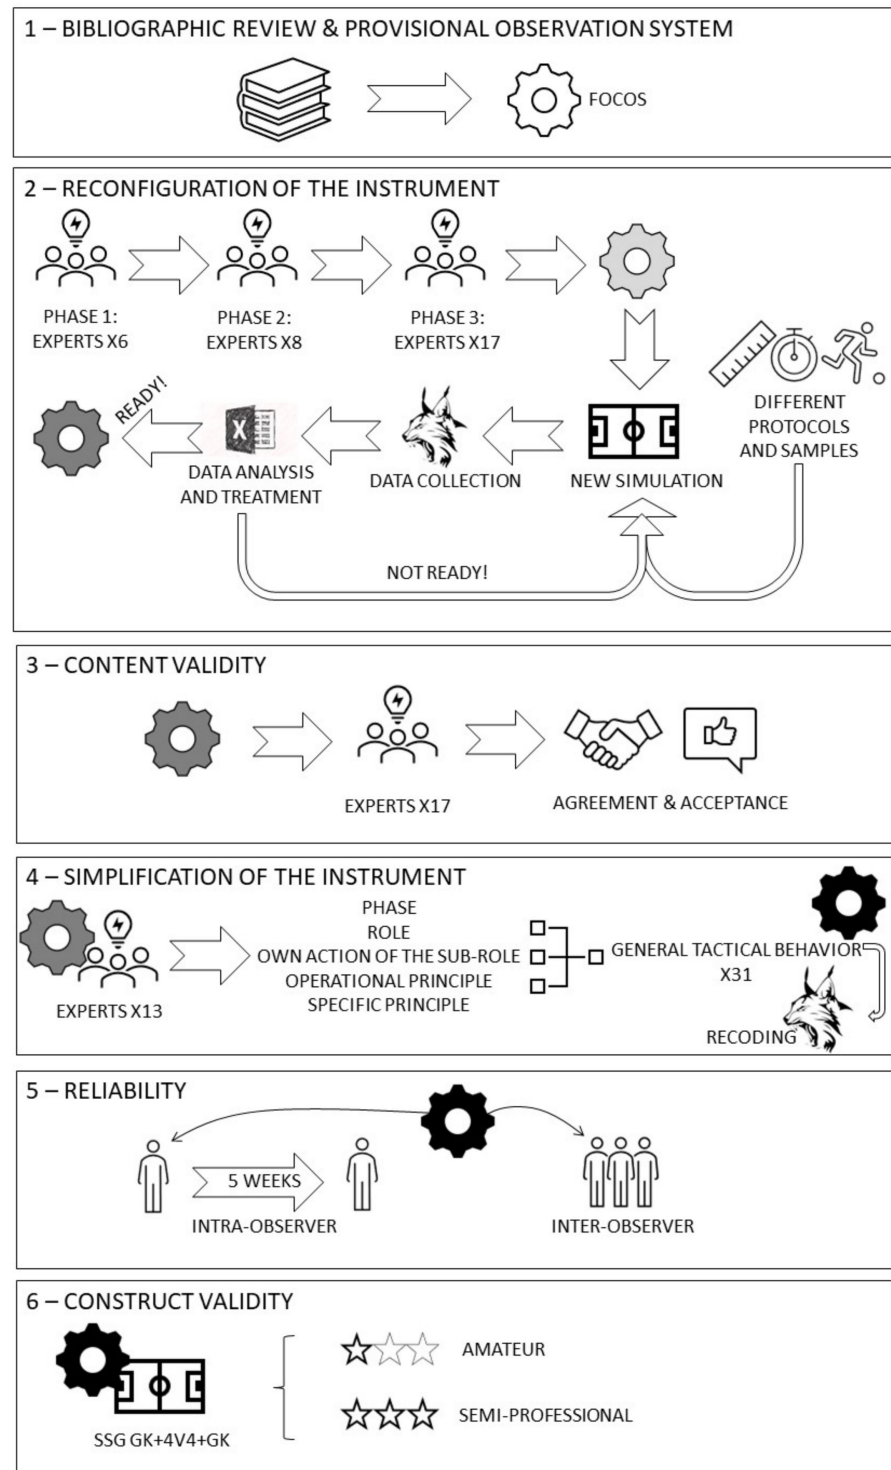 1 – BIBLIOGRAPHIC REVIEW & PROVISIONAL OBSERVATION SYSTEM
FOCOS
2 – RECONFIGURATION OF THE INSTRUMENT
PHASE 1:
EXPERTS X6
PHASE 2:
EXPERTS X8
PHASE 3:
EXPERTS X17
DIFFERENT
PROTOCOLS
AND SAMPLES
READY!
X
DATA ANALYSIS
AND TREATMENT
DATA COLLECTION
NEW SIMULATION
NOT READY!
3 – CONTENT VALIDITY
EXPERTS X17
AGREEMENT & ACCEPTANCE
4 – SIMPLIFICATION OF THE INSTRUMENT
EXPERTS X13
PHASE
ROLE
OWN ACTION OF THE SUB-ROLE
OPERATIONAL PRINCIPLE
SPECIFIC PRINCIPLE
GENERAL TACTICAL BEHAVIOR
X31
RECODING
5 – RELIABILITY
5 WEEKS
INTRA-OBSERVER
INTER-OBSERVER
6 – CONSTRUCT VALIDITY
SSG GK+4V4+GK
AMATEUR
SEMI-PROFESSIONAL